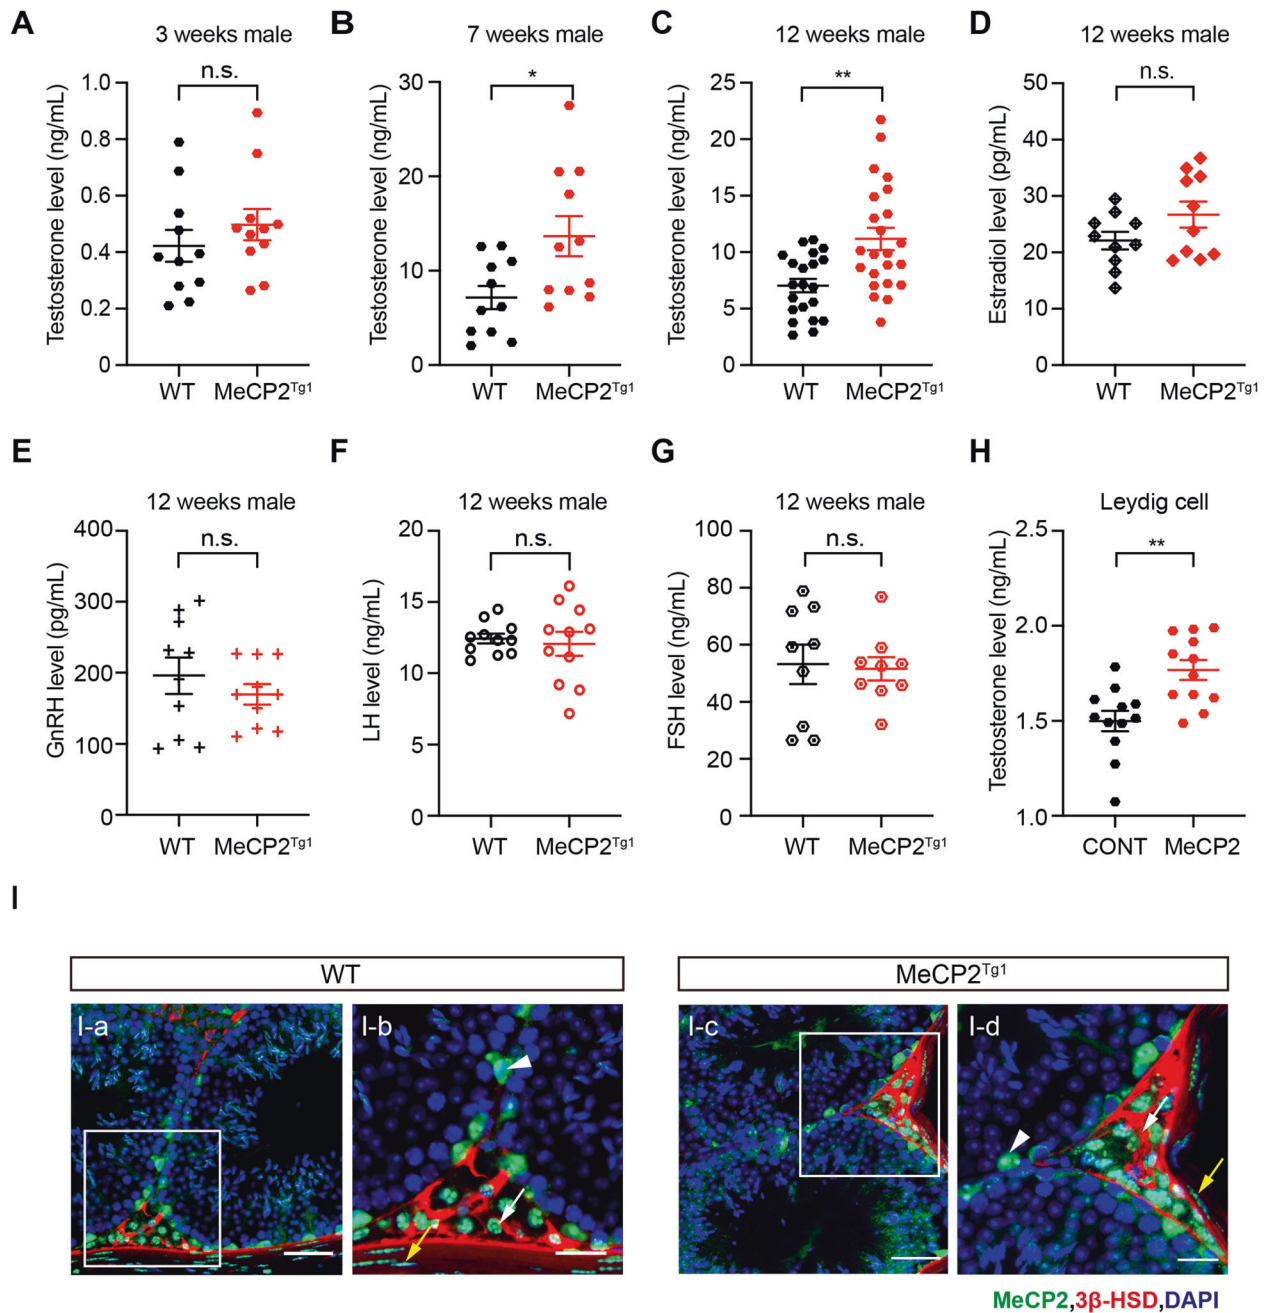 A
3 weeks male
n.s.
Testosterone level (ng/mL)
1.0
0.8
0.6
0.4
0.2
0
WT
MeCP2Tg1
B
7 weeks male
*
Testosterone level (ng/mL)
30
20
10
0
WT
MeCP2Tg1
C
12 weeks male
**
Testosterone level (ng/mL)
25
20
15
10
5
0
WT
MeCP2Tg1
D
12 weeks male
n.s.
Estradiol level (pg/mL)
50
40
30
20
10
0
WT
MeCP2Tg1
E
12 weeks male
n.s.
GnRH level (pg/mL)
400
300
200
100
0
WT
MeCP2Tg1
F
12 weeks male
n.s.
LH level (ng/mL)
20
15
10
5
0
WT
MeCP2Tg1
G
12 weeks male
n.s.
FSH level (ng/mL)
100
80
60
40
20
0
WT
MeCP2Tg1
H
Leydig cell
**
Testosterone level (ng/mL)
2.5
2.0
1.5
1.0
CONT
MeCP2
I
WT
MeCP2Tg1
I-a
I-b
I-c
I-d
MeCP2,3β-HSD,DAPI